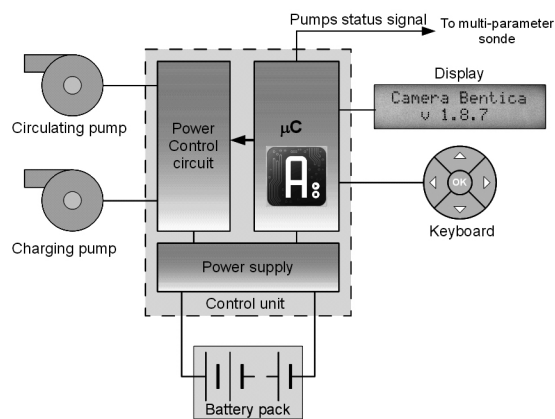 Pumps status signal
To multi-parameter
sonde
Display
Camera Bentica
v 1.8.7
Circulating pump
Power
Control
circuit
μC
A
OK
Charging pump
Keyboard
Power supply
Control unit
Battery pack